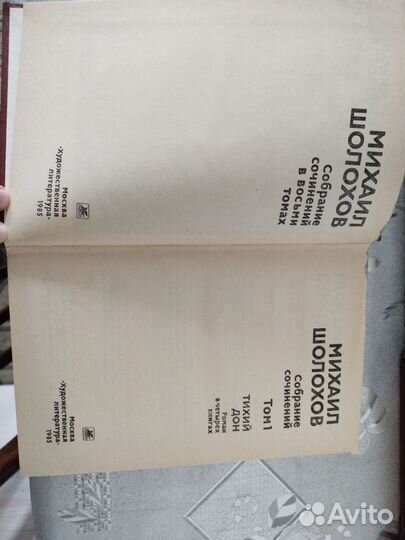 МИХАИЛ
ШОЛОХОВ
Собрание
сочинений
в восьми
томах
Москва
«Художественная
литература»
1985
МИХАИЛ
ШОЛОХОВ
Собрание
сочинений
Том 1
ТИХИЙ
ДОН
Роман
в четырех
книгах
Москва
«Художественная
литература»
1985
Avito